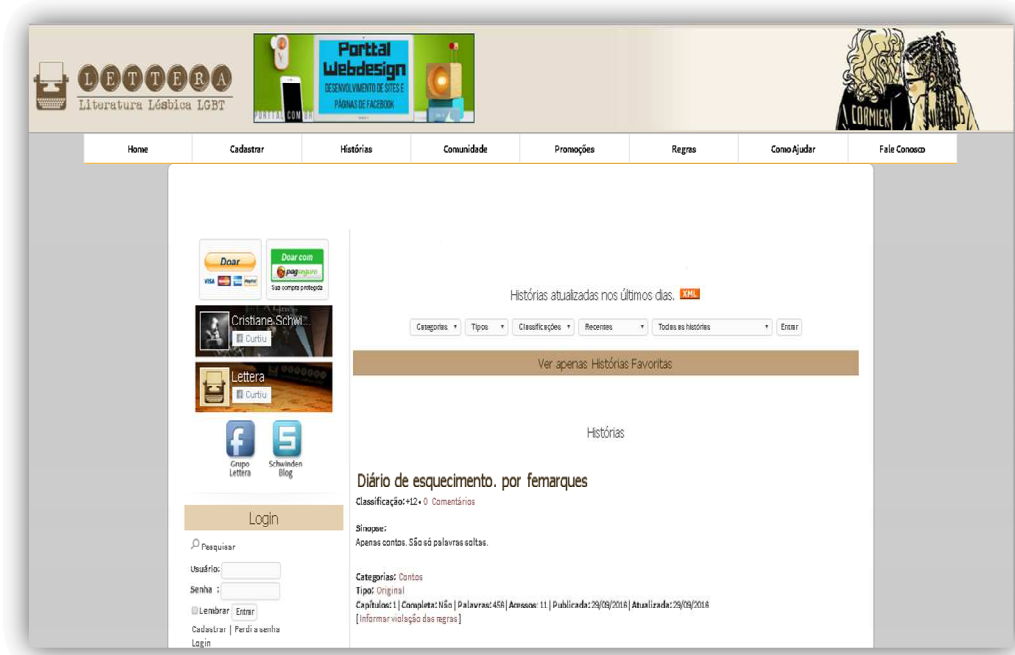 LETTERA
Literatura Lésbica LGBT
Porttal
Webdesign
DESENVOLVIMENTO DE SITES E
PÁGINAS DE FACEBOOK
CORMIER
Home Cadastrar Histórias Comunidade Promoções Regras Como Ajudar Fale Conosco
Doar
VISA
Doar com
pagseguro
Sua compra protegida
Histórias atualizadas nos últimos dias. XML
Categorias Tipos Classificações Recentes Todas as histórias Entrar
Cristiane Schwi...
Curtiu
Ver apenas Histórias Favoritas
Lettera
Curtiu
Grupo
Lettera
Schwinden
Blog
Histórias
Diário de esquecimento. por femarques
Classificação: +12 • 0 Comentários
Sinopse:
Apenas contos. São só palavras soltas.
Categorias: Contos
Tipo: Original
Capítulos: 1 | Completa: Não | Palavras: 456 | Acessos: 11 | Publicada: 29/09/2016 | Atualizada: 29/09/2016
[Informar violação das regras]
Login
Pesquisar
Usuário:
Senha :
Lembrar Entrar
Cadastrar | Perdi a senha
Login